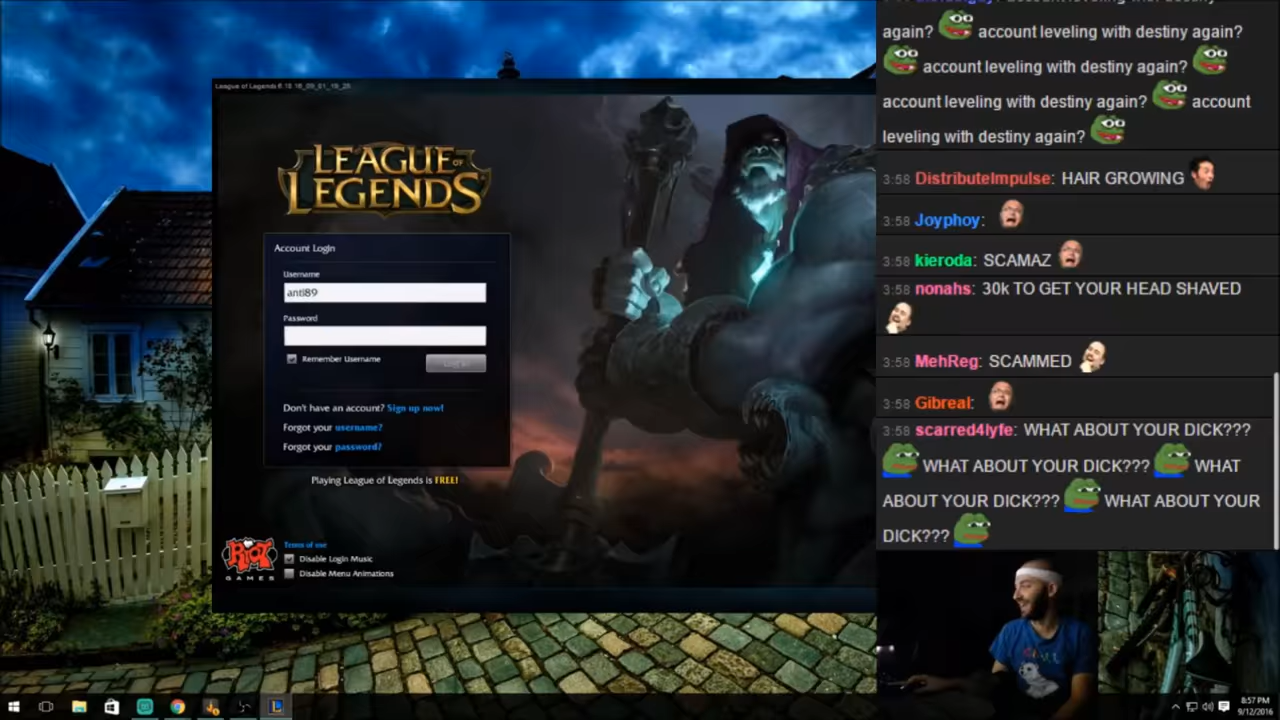 League of Legends
LEAGUE OF
LEGENDS
Account Login
Username
anti89
Password
Remember Username
Don't have an account? Sign up now!
Forgot your username?
Forgot your password?
Playing League of Legends is FREE!
RIOT
GAMES
Terms of use
Disable Login Music
Disable Menu Animations
again? account leveling with destiny again?
account leveling with destiny again?
account leveling with destiny again? account
leveling with destiny again?
3:58 DistributeImpulse: HAIR GROWING
3:58 Joyphoy:
3:58 kieroda: SCAMAZ
3:58 nonahs: 30k TO GET YOUR HEAD SHAVED
3:58 MehReg: SCAMMED
3:58 Gibreal:
3:58 scarred4lyfe: WHAT ABOUT YOUR DICK???
WHAT ABOUT YOUR DICK??? WHAT
ABOUT YOUR DICK??? WHAT ABOUT YOUR
DICK???
8:57 PM
9/12/2016